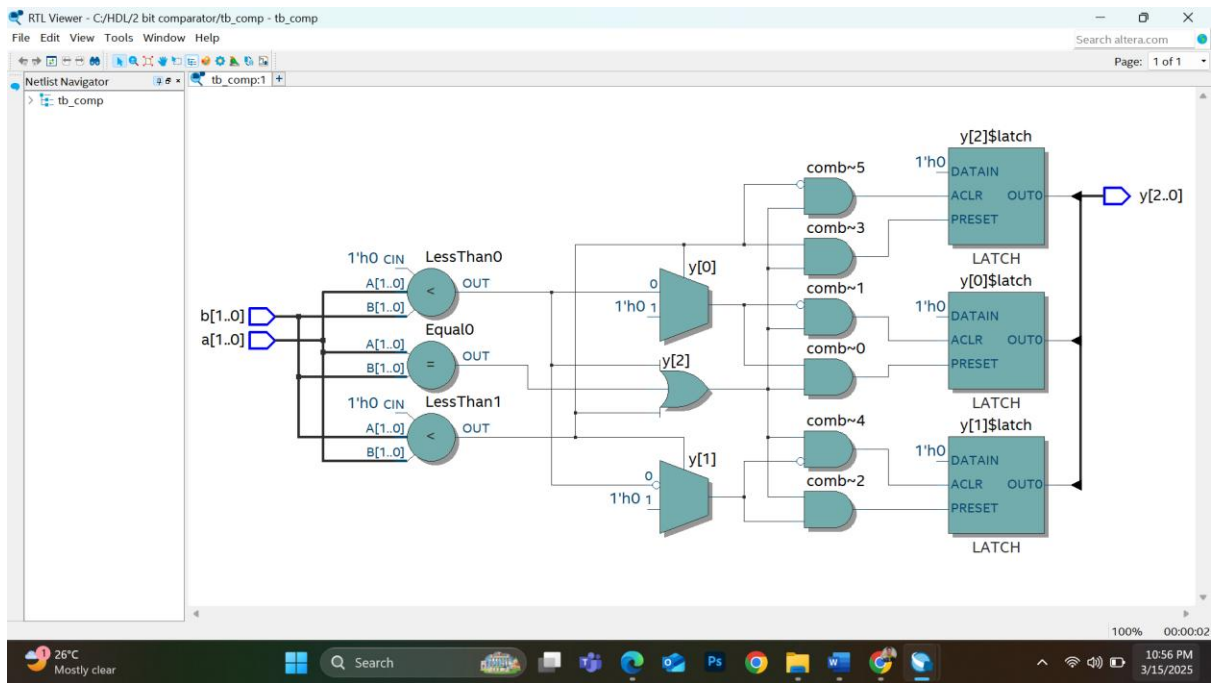 RTL Viewer - C:/HDL/2 bit comparator/tb_comp - tb_comp
File Edit View Tools Window Help
Search altera.com
Page: 1 of 1
Netlist Navigator
tb_comp
tb_comp:1
b[1..0]
a[1..0]
1'h0 CIN LessThan0
A[1..0]
B[1..0]
<
OUT
Equal0
A[1..0]
B[1..0]
=
OUT
1'h0 CIN LessThan1
A[1..0]
B[1..0]
<
OUT
y[0]
0
1'h0 1
y[2]
y[1]
0
1'h0 1
comb~5
comb~3
comb~1
comb~0
comb~4
comb~2
y[2]$latch
1'h0 DATAIN
ACLR OUT0
PRESET
LATCH
y[0]$latch
1'h0 DATAIN
ACLR OUT0
PRESET
LATCH
y[1]$latch
1'h0 DATAIN
ACLR OUT0
PRESET
LATCH
y[2..0]
100% 00:00:02
1
26°C
Mostly clear
Search
Ps
10:56 PM
3/15/2025